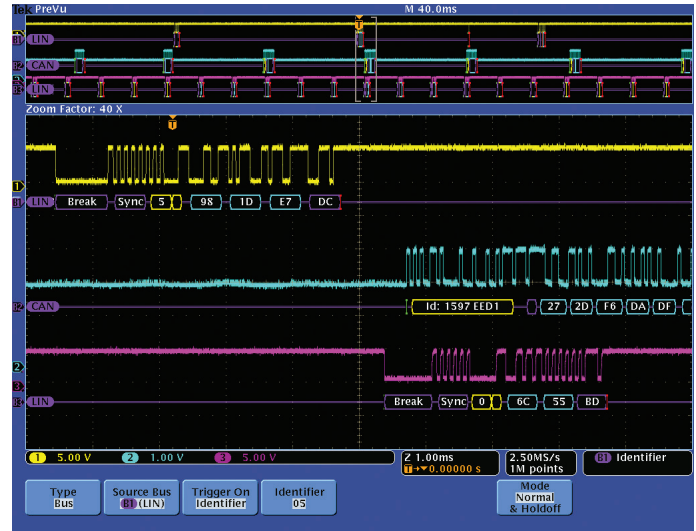 Tek PreVu M 40.0ms
T
B1 LIN
B2 CAN
B3 LIN
Zoom Factor: 40 X
T
1
B1 LIN Break Sync 5 98 1D E7 DC
B2 CAN Id: 1597 EED1 27 2D F6 DA DF
2
3
B3 LIN Break Sync 0 6C 55 BD
1 5.00 V 2 1.00 V 3 5.00 V
Z 1.00ms
T→▼0.00000 s
2.50MS/s
1M points
B1 Identifier
Type
Bus
Source Bus
B1 (LIN)
Trigger On
Identifier
Identifier
05
Mode
Normal
& Holdoff